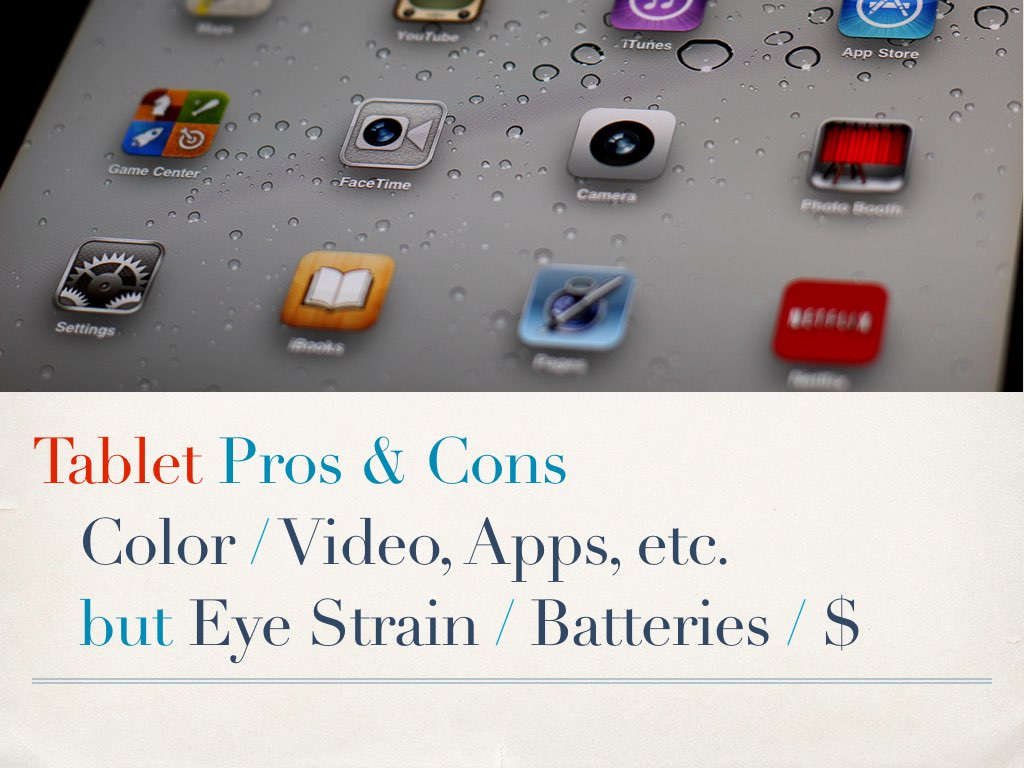 Maps YouTube iTunes App Store
Game Center FaceTime Camera Photo Booth
NETFLIX
Settings iBooks Pages Netflix
Tablet Pros & Cons
Color / Video, Apps, etc.
but Eye Strain / Batteries / $